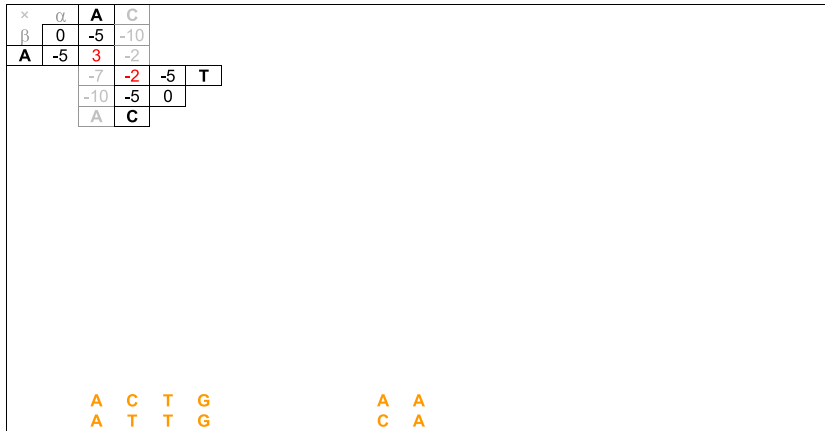 × α A C
β 0 -5 -10
A -5 3 -2
-7 -2 -5 T
-10 -5 0
A C
A C T G A A
A T T G C A